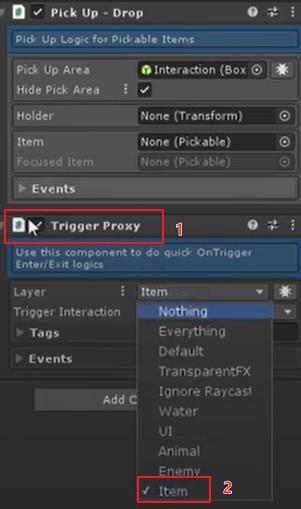 Pick Up - Drop
Pick Up Logic for Pickable Items
Pick Up Area
Interaction (Box
Hide Pick Area
Holder
None (Transform)
Item
None (Pickable)
Focused Item
None (Pickable)
Events
Trigger Proxy
1
Use this component to do quick OnTrigger
Enter/Exit logics
Layer
Item
Trigger Interaction
Nothing
Tags
Everything
Default
Events
TransparentFX
Ignore Raycast
Add C
Water
UI
Animal
Enemy
Item
2